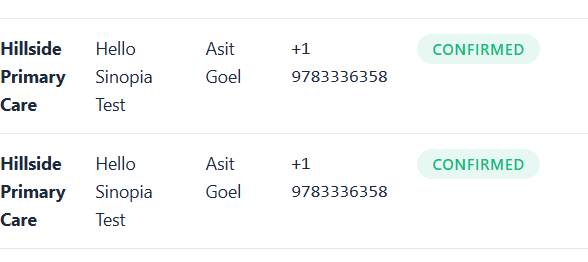 Hillside Hello Asit +1 CONFIRMED
Primary Sinopia Goel 9783336358
Care Test
Hillside Hello Asit +1 CONFIRMED
Primary Sinopia Goel 9783336358
Care Test